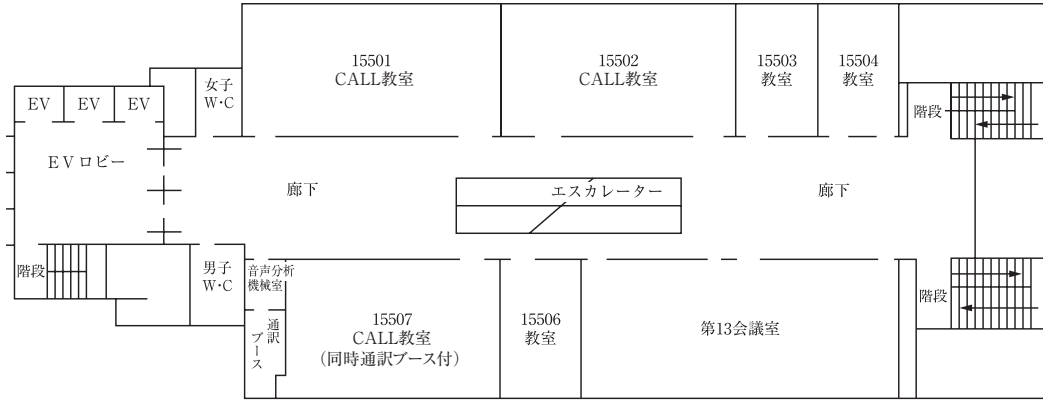 15501
CALL教室
15502
CALL教室
15503
教室
15504
教室
女子
W・C
EV
EV
EV
階段
EVロビー
廊下
エスカレーター
廊下
階段
男子
W・C
音声分析
機械室
階段
通訳
ブース
15507
CALL教室
(同時通訳ブース付)
15506
教室
第13会議室
階段